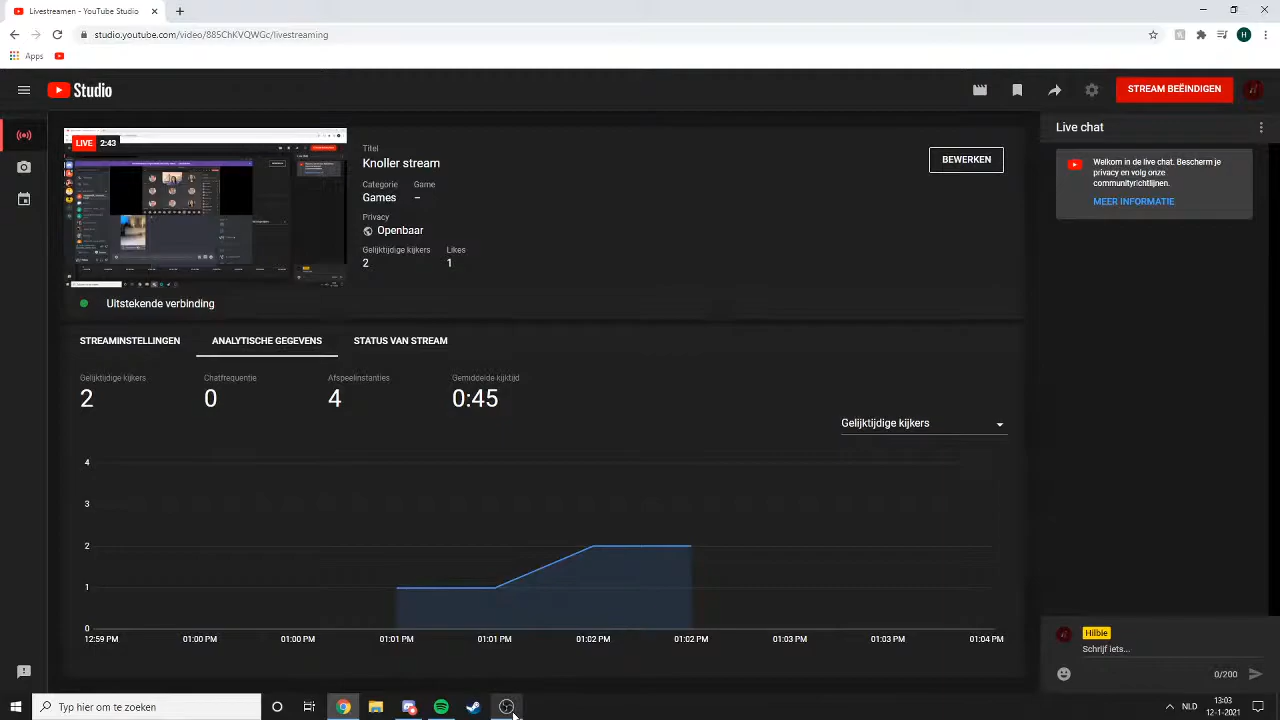 Livestreamen - YouTube Studio
studio.youtube.com/video/885ChKVQWGc/livestreaming
Apps
Studio
STREAM BEËINDIGEN
LIVE 2:43
Titel
Knoller stream
BEWERKEN
Categorie Game
Games –
Privacy
Openbaar
Gelijktijdige kijkers Likes
2 1
Uitstekende verbinding
STREAMINSTELLINGEN ANALYTISCHE GEGEVENS STATUS VAN STREAM
Gelijktijdige kijkers Chatfrequentie Afspeelinstanties Gemiddelde kijktijd
2 0 4 0:45
Gelijktijdige kijkers
4
3
2
1
0
12:59 PM 01:00 PM 01:00 PM 01:01 PM 01:01 PM 01:02 PM 01:02 PM 01:03 PM 01:03 PM 01:04 PM
Live chat
Welkom in de live chat. Bescherm je
privacy en volg onze
communityrichtlijnen.
MEER INFORMATIE
Hilbie
Schrijf iets...
0/200
Typ hier om te zoeken
NLD
13:03
12-1-2021